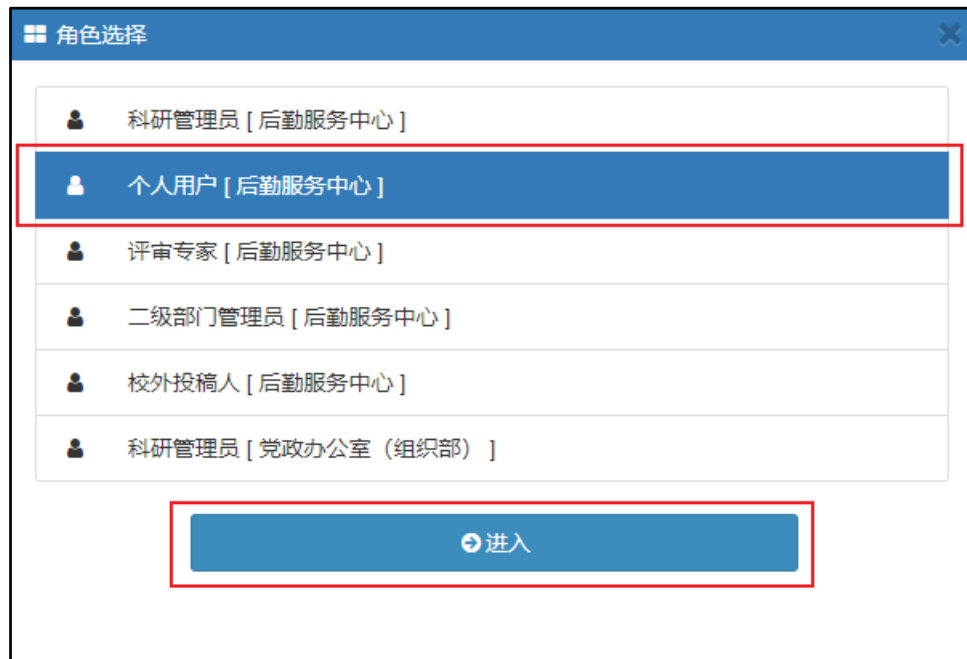 角色选择
科研管理员 [ 后勤服务中心 ]
个人用户 [ 后勤服务中心 ]
评审专家 [ 后勤服务中心 ]
二级部门管理员 [ 后勤服务中心 ]
校外投稿人 [ 后勤服务中心 ]
科研管理员 [ 党政办公室（组织部） ]
进入